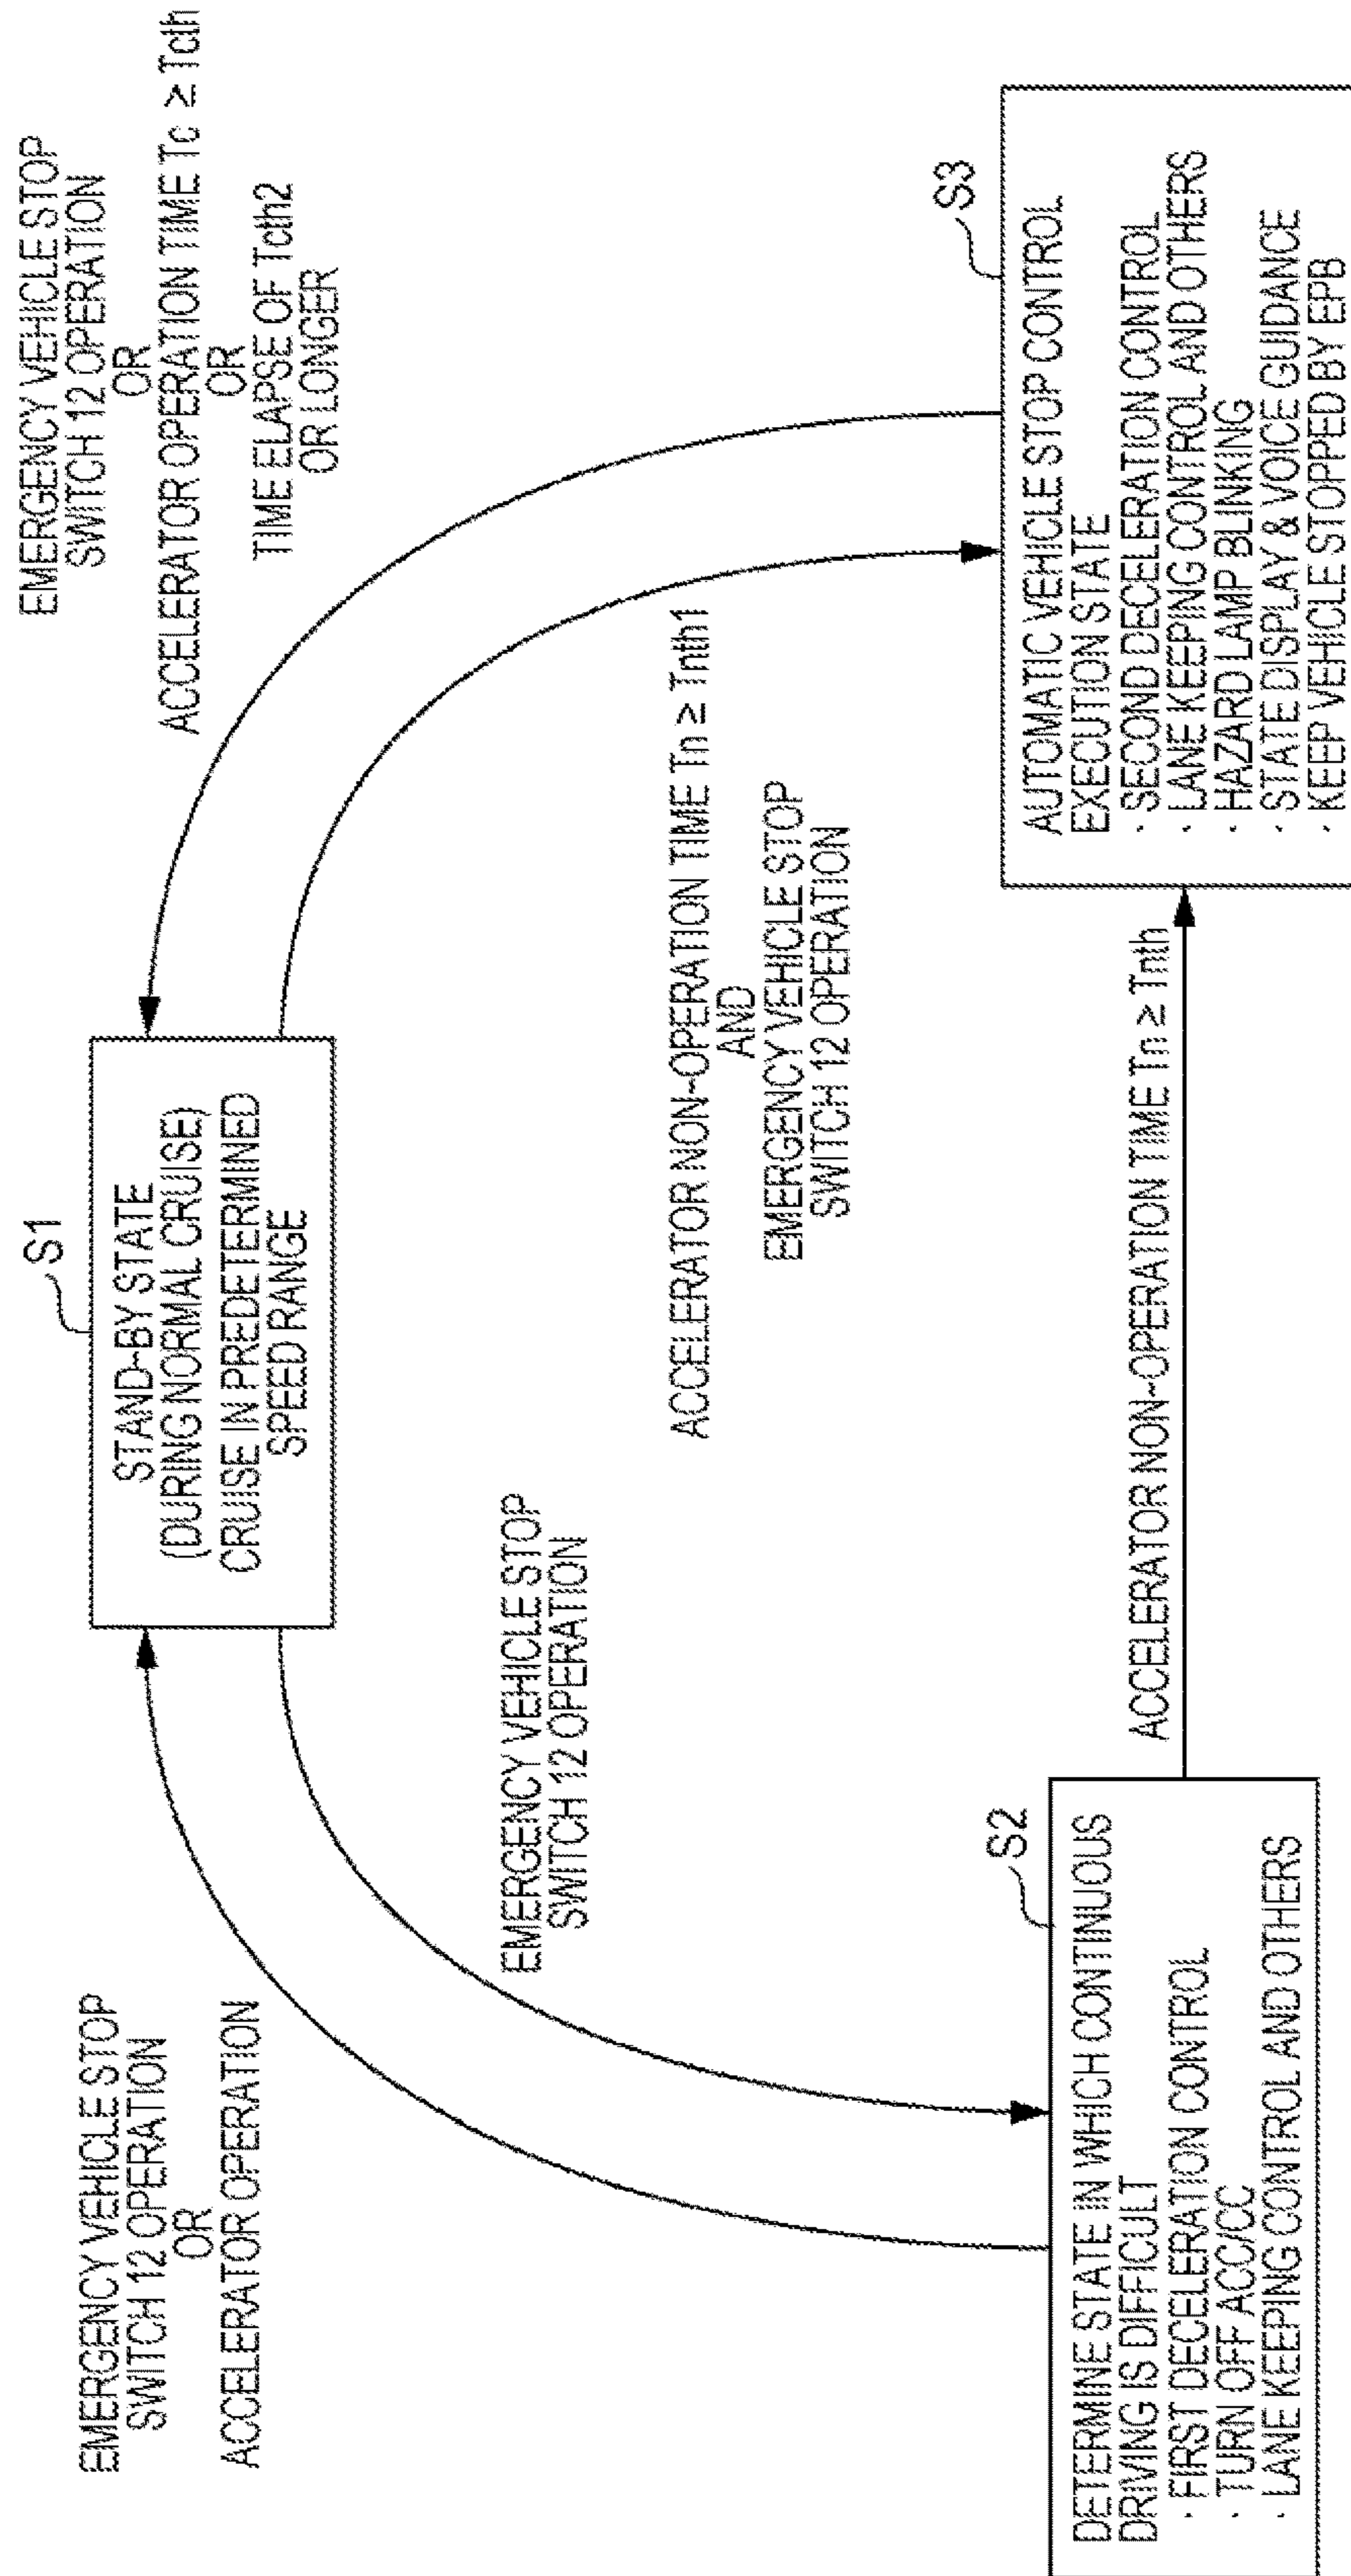 S1
STAND-BY STATE
(DURING NORMAL CRUISE)
CRUISE IN PREDETERMINED
SPEED RANGE
EMERGENCY VEHICLE STOP
SWITCH 12 OPERATION
OR
ACCELERATOR OPERATION
EMERGENCY VEHICLE STOP
SWITCH 12 OPERATION
EMERGENCY VEHICLE STOP
SWITCH 12 OPERATION
OR
ACCELERATOR OPERATION TIME Tc ≥ Tcth
OR
TIME ELAPSE OF Tcth2
OR LONGER
ACCELERATOR NON-OPERATION TIME Tn ≥ Tnth1
AND
EMERGENCY VEHICLE STOP
SWITCH 12 OPERATION
S2
DETERMINE STATE IN WHICH CONTINUOUS
DRIVING IS DIFFICULT
· FIRST DECELERATION CONTROL
· TURN OFF ACC/CC
· LANE KEEPING CONTROL AND OTHERS
ACCELERATOR NON-OPERATION TIME Tn ≥ Tnth
S3
AUTOMATIC VEHICLE STOP CONTROL
EXECUTION STATE
· SECOND DECELERATION CONTROL
· LANE KEEPING CONTROL AND OTHERS
· HAZARD LAMP BLINKING
· STATE DISPLAY & VOICE GUIDANCE
· KEEP VEHICLE STOPPED BY EPB